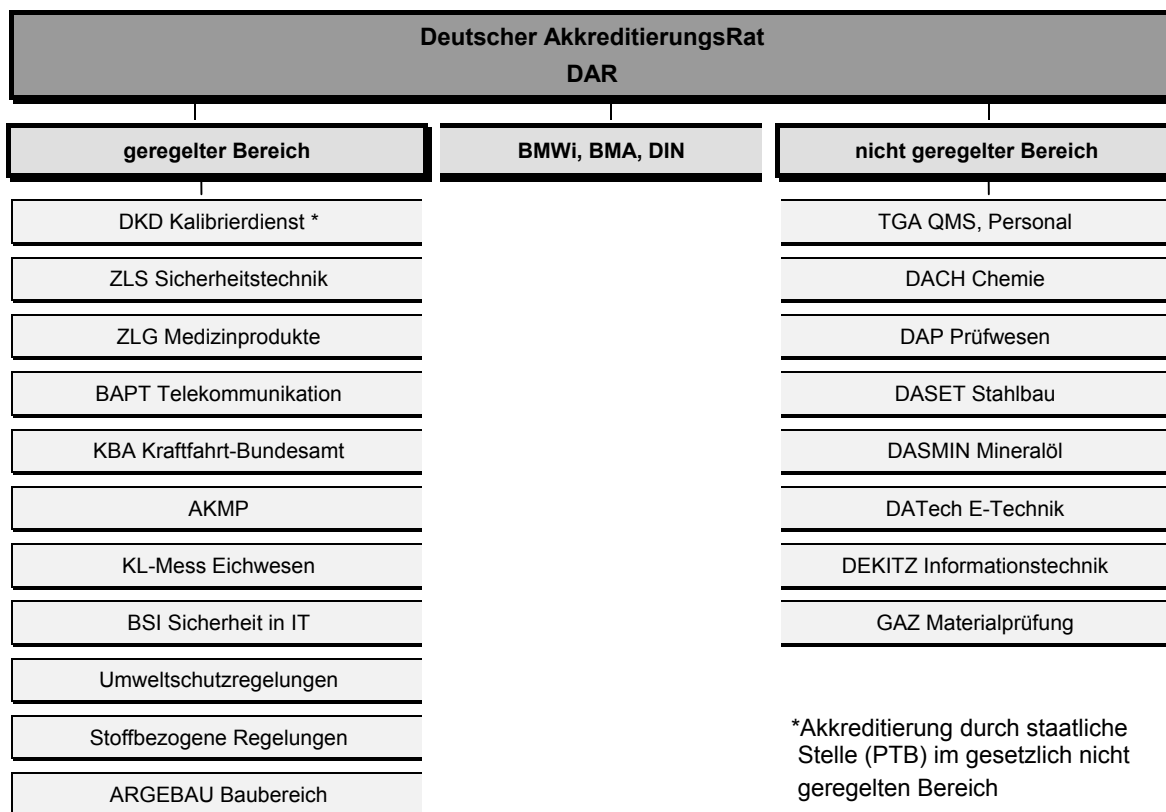 Deutscher AkkreditierungsRat
DAR
geregelter Bereich
BMWi, BMA, DIN
nicht geregelter Bereich
DKD Kalibrierdienst *
ZLS Sicherheitstechnik
ZLG Medizinprodukte
BAPT Telekommunikation
KBA Kraftfahrt-Bundesamt
AKMP
KL-Mess Eichwesen
BSI Sicherheit in IT
Umweltschutzregelungen
Stoffbezogene Regelungen
ARGEBAU Baubereich
TGA QMS, Personal
DACH Chemie
DAP Prüfwesen
DASET Stahlbau
DASMIN Mineralöl
DATech E-Technik
DEKITZ Informationstechnik
GAZ Materialprüfung
*Akkreditierung durch staatliche
Stelle (PTB) im gesetzlich nicht
geregelten Bereich